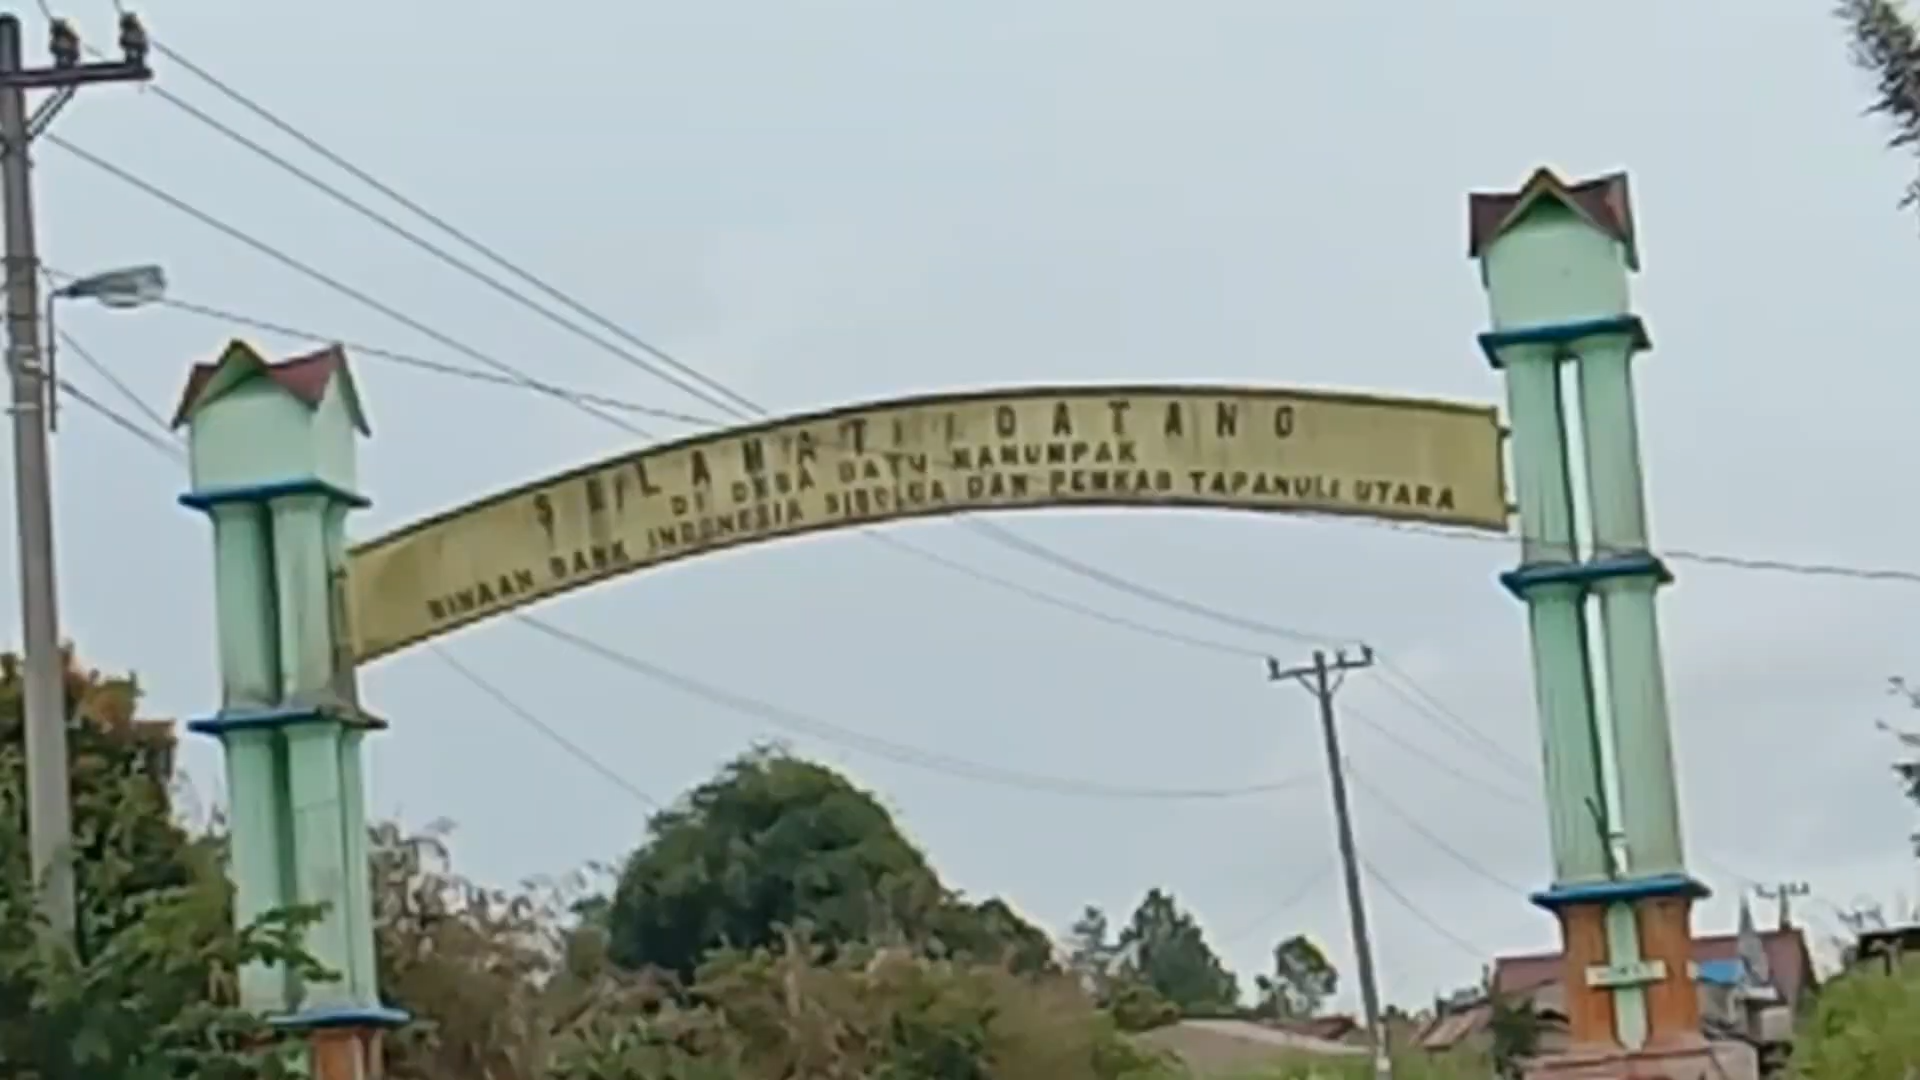 SELAMAT DATANG
DI DESA BATU MANUMPAK
BINAAN BANK INDONESIA SIBOLGA DAN PEMKAB TAPANULI UTARA